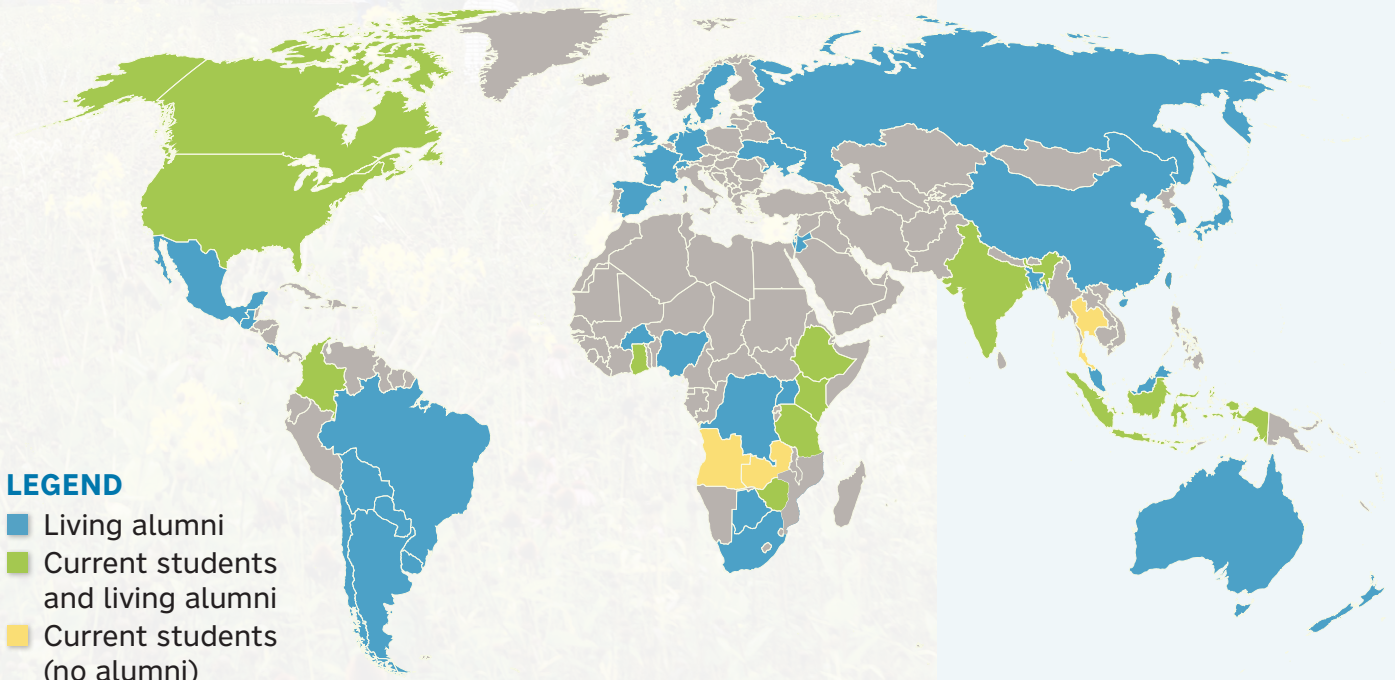 LEGEND
Living alumni
Current students
and living alumni
Current students
(no alumni)